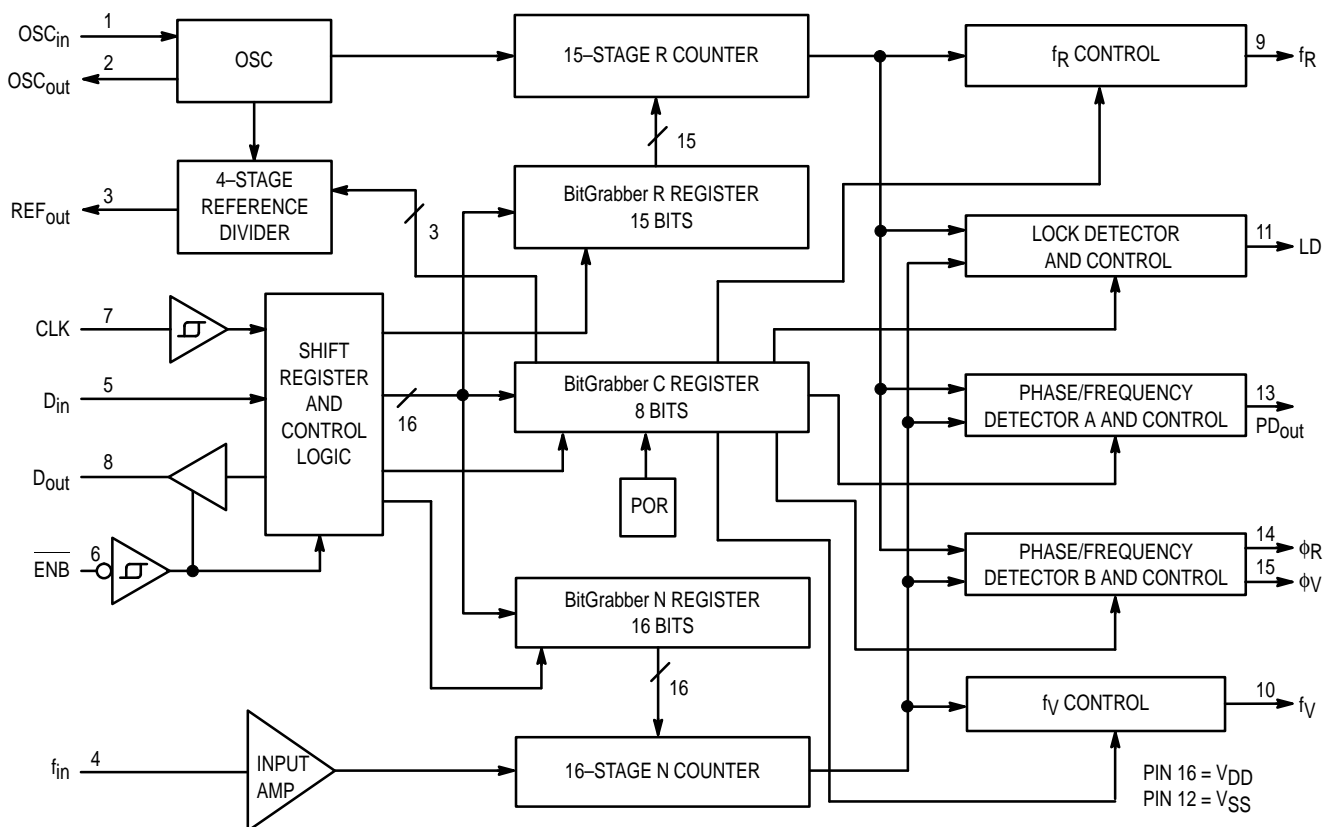 OSCin
1
OSC
15–STAGE R COUNTER
fR CONTROL
9
fR
OSCout
2
15
4–STAGE
REFERENCE
DIVIDER
REFout
3
3
BitGrabber R REGISTER
15 BITS
LOCK DETECTOR
AND CONTROL
11
LD
CLK
7
SHIFT
REGISTER
AND
CONTROL
LOGIC
Din
5
16
BitGrabber C REGISTER
8 BITS
PHASE/FREQUENCY
DETECTOR A AND CONTROL
13
PDout
Dout
8
POR
ENB
6
PHASE/FREQUENCY
DETECTOR B AND CONTROL
14
ϕR
15
ϕV
BitGrabber N REGISTER
16 BITS
16
fV CONTROL
10
fV
fin
4
INPUT
AMP
16–STAGE N COUNTER
PIN 16 = VDD
PIN 12 = VSS